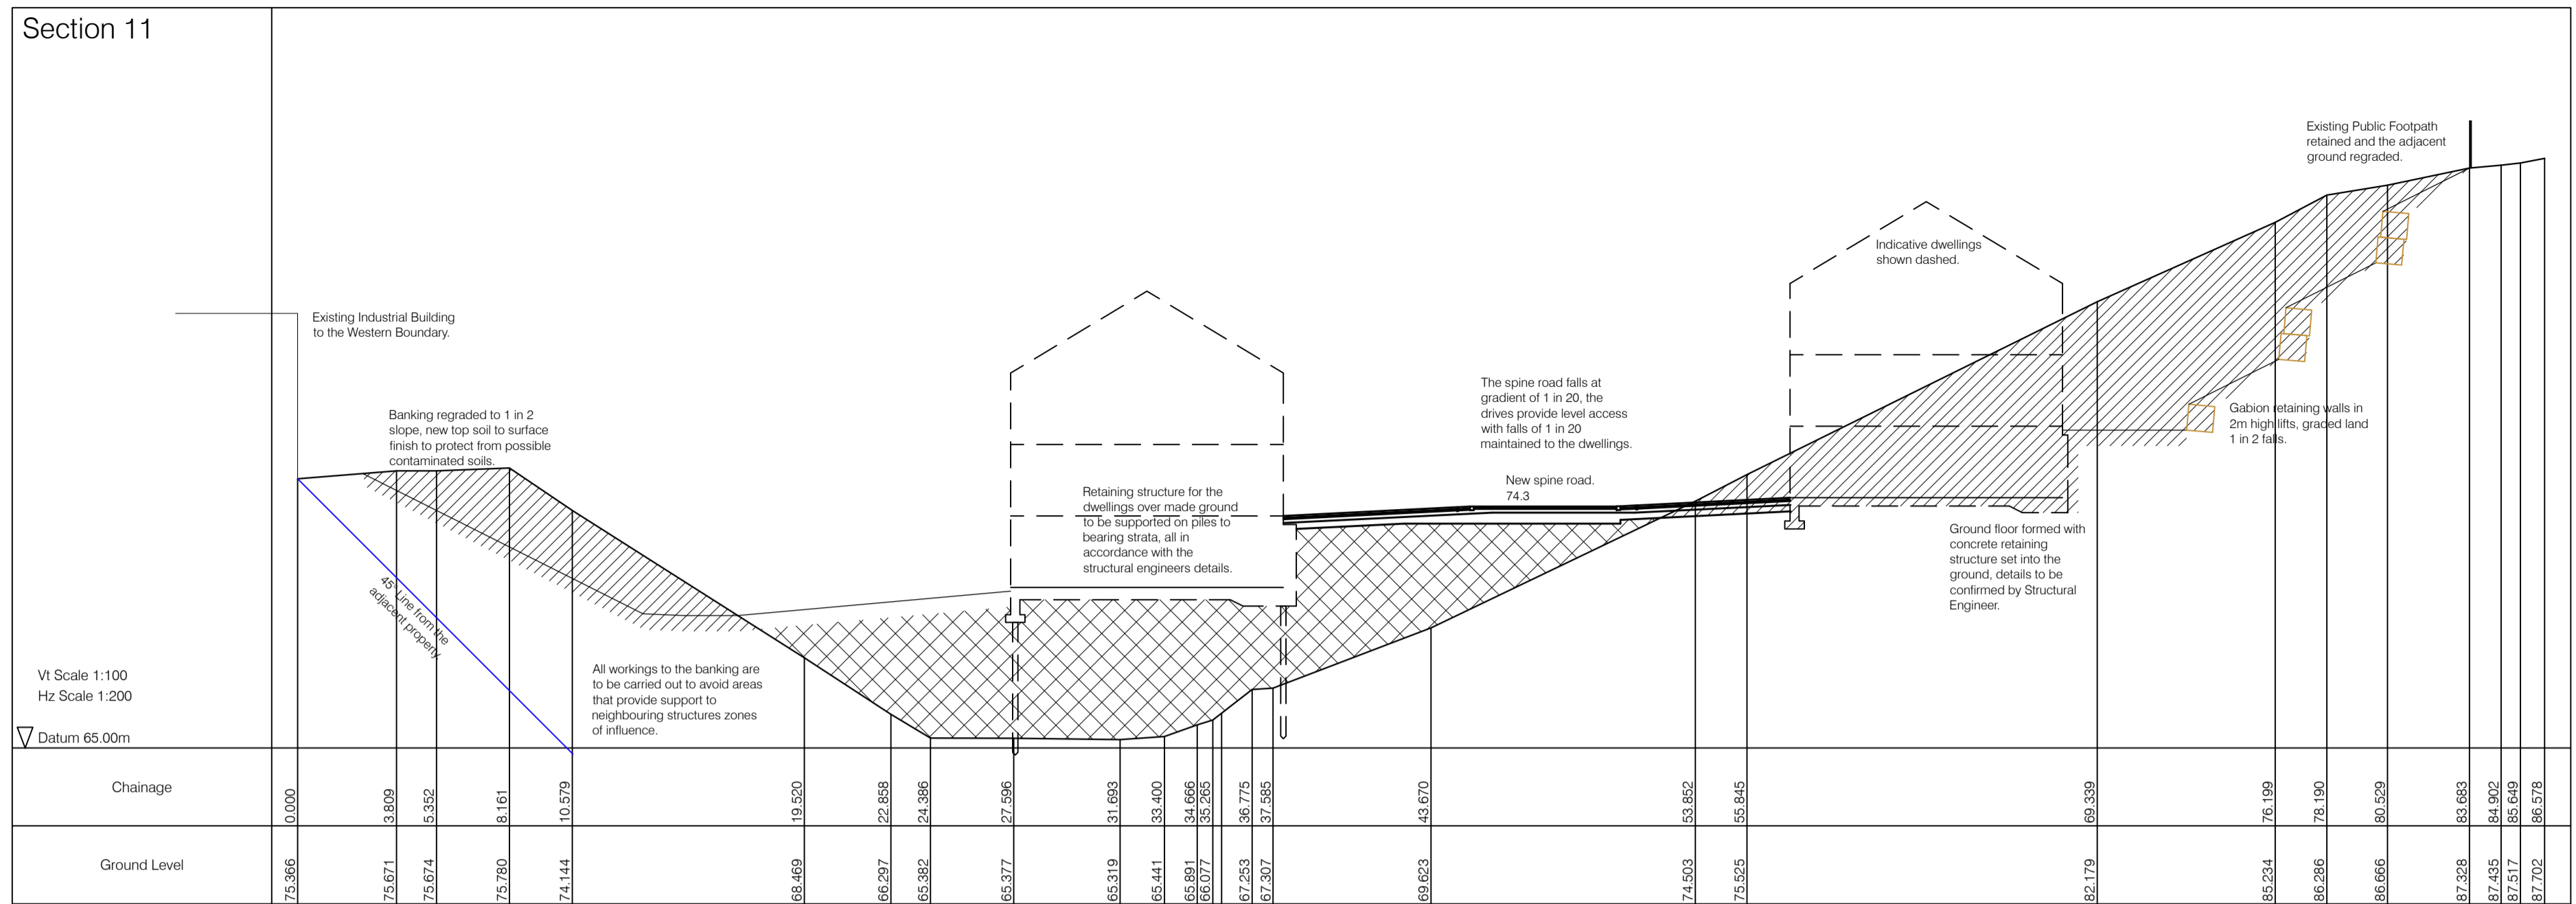 Section 11
Existing Public Footpath
retained and the adjacent
ground regraded.
Indicative dwellings
shown dashed.
Existing Industrial Building
to the Western Boundary.
The spine road falls at
gradient of 1 in 20, the
drives provide level access
with falls of 1 in 20
maintained to the dwellings.
Banking regraded to 1 in 2
slope, new top soil to surface
finish to protect from possible
contaminated soils.
Gabion retaining walls in
2m high lifts, graded land
1 in 2 falls.
New spine road.
74.3
Retaining structure for the
dwellings over made ground
to be supported on piles to
bearing strata, all in
accordance with the
structural engineers details.
Ground floor formed with
concrete retaining
structure set into the
ground, details to be
confirmed by Structural
Engineer.
45° Line from the
adjacent property.
All workings to the banking are
to be carried out to avoid areas
that provide support to
neighbouring structures zones
of influence.
Vt Scale 1:100
Hz Scale 1:200
Datum 65.00m
Chainage
0.000
3.809
5.352
8.161
10.579
19.520
22.858
24.386
27.596
31.693
33.400
34.666
35.265
36.775
37.585
43.670
53.852
55.845
69.339
76.199
78.190
80.529
83.683
84.902
85.649
86.578
Ground Level
75.366
75.671
75.674
75.780
74.144
68.469
66.297
65.382
65.377
65.319
65.441
65.891
66.077
67.253
67.307
69.623
74.503
75.525
82.179
85.234
86.286
86.666
87.328
87.435
87.517
87.702